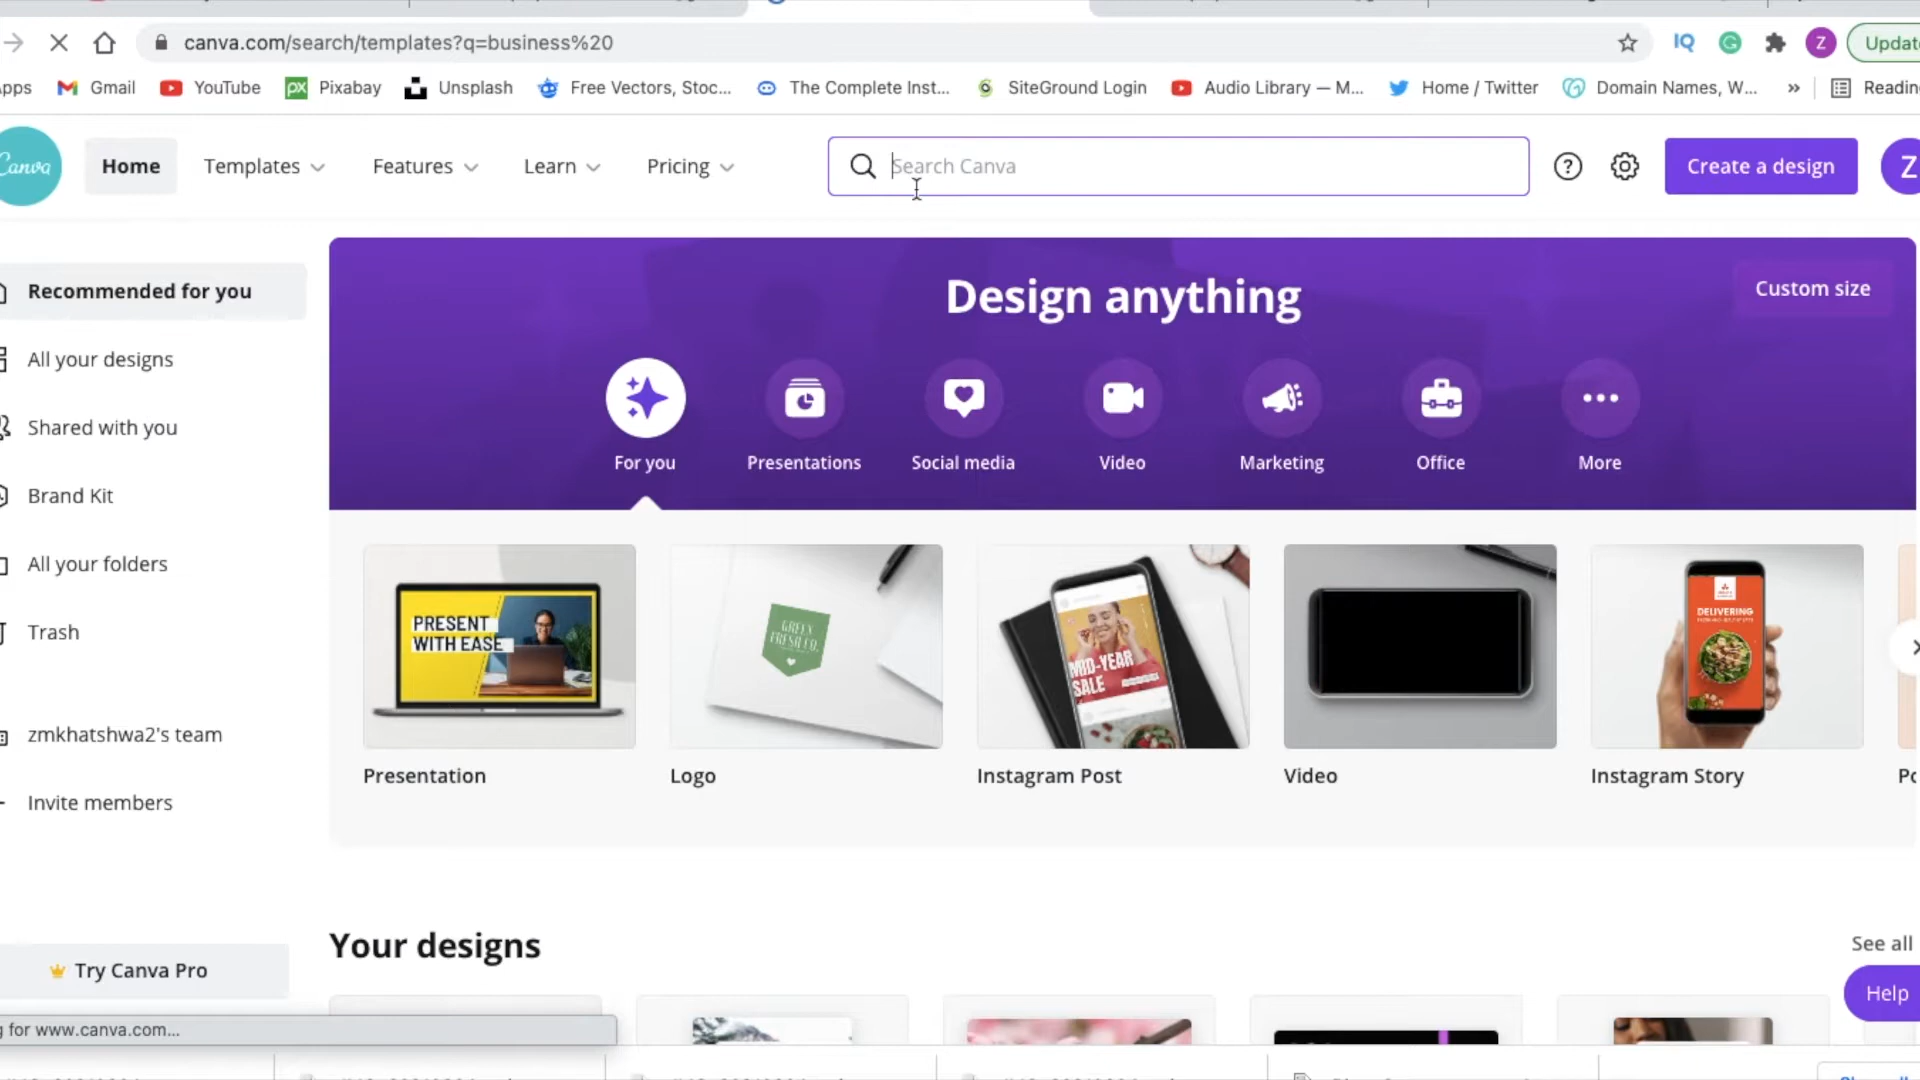 canva.com/search/templates?q=business%20
Update
Gmail YouTube Pixabay Unsplash Free Vectors, Stoc... The Complete Inst... SiteGround Login Audio Library — M... Home / Twitter Domain Names, W... »
Canva Home Templates Features Learn Pricing Search Canva Create a design Z
Recommended for you
All your designs
Shared with you
Brand Kit
All your folders
Trash
zmkhatshwa2's team
Invite members
Try Canva Pro
Design anything
Custom size
For you Presentations Social media Video Marketing Office More
PRESENT
WITH EASE
GREEN
FRESH CO.
MID-YEAR
SALE
DELIVERING
Presentation Logo Instagram Post Video Instagram Story
Your designs
See all
Help
for www.canva.com...